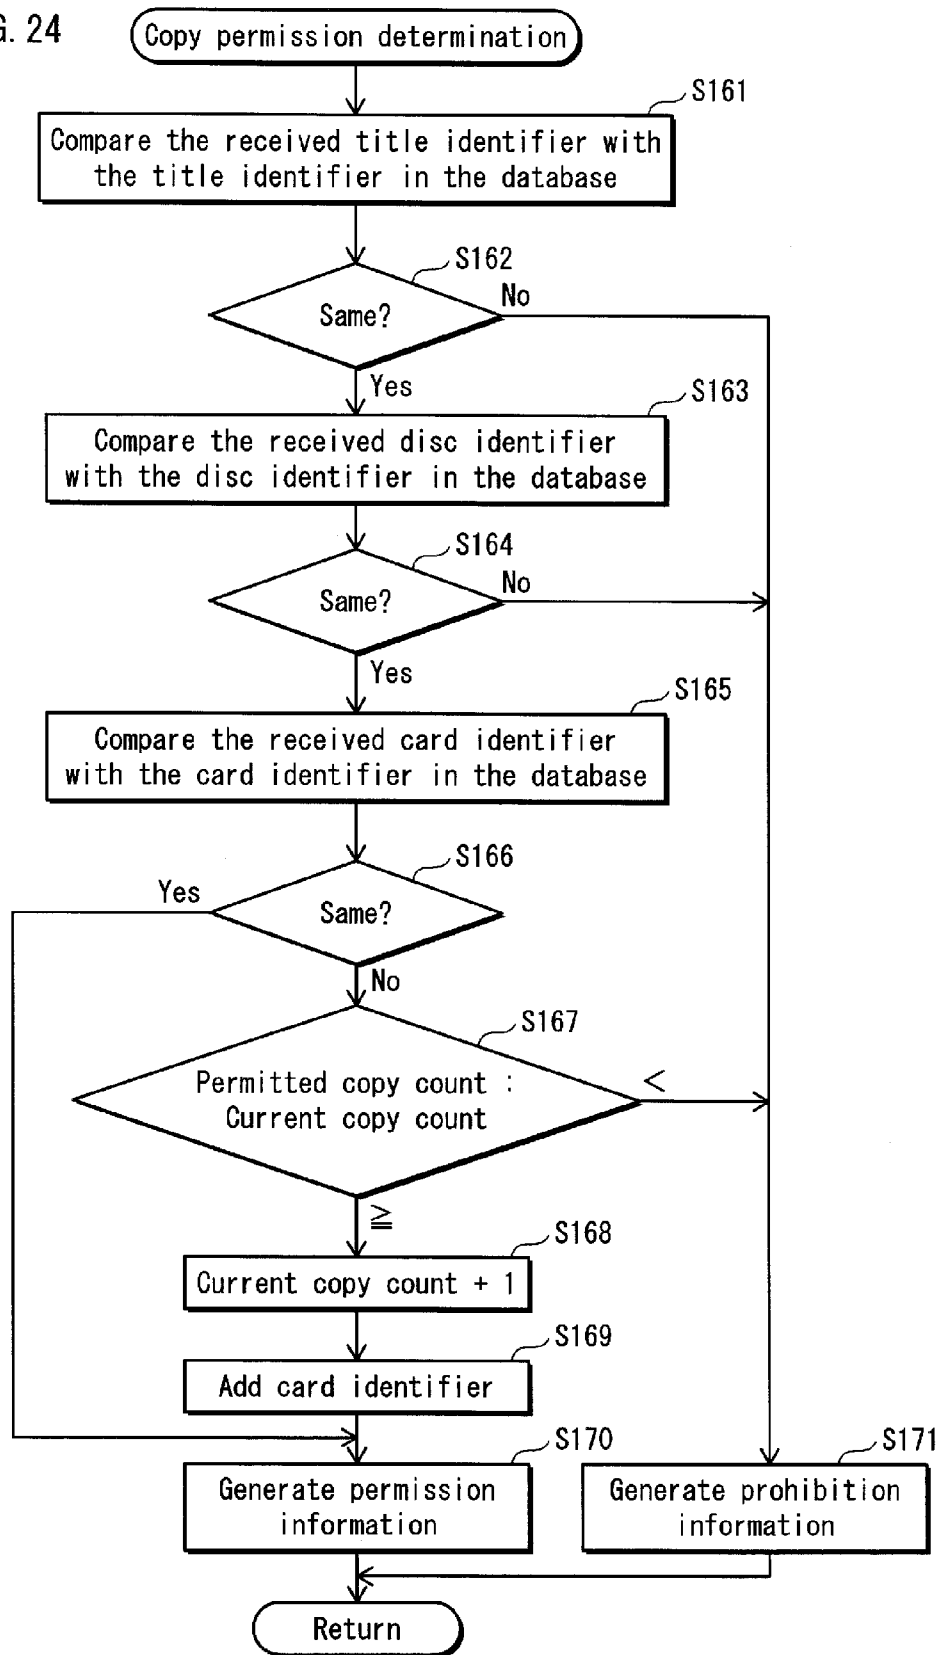 G. 24
Copy permission determination
S161
Compare the received title identifier with
the title identifier in the database
S162
Same?
No
Yes
S163
Compare the received disc identifier
with the disc identifier in the database
S164
Same?
No
Yes
S165
Compare the received card identifier
with the card identifier in the database
S166
Yes
Same?
No
S167
Permitted copy count :
Current copy count
<
≧
S168
Current copy count + 1
S169
Add card identifier
S170
Generate permission
information
S171
Generate prohibition
information
Return